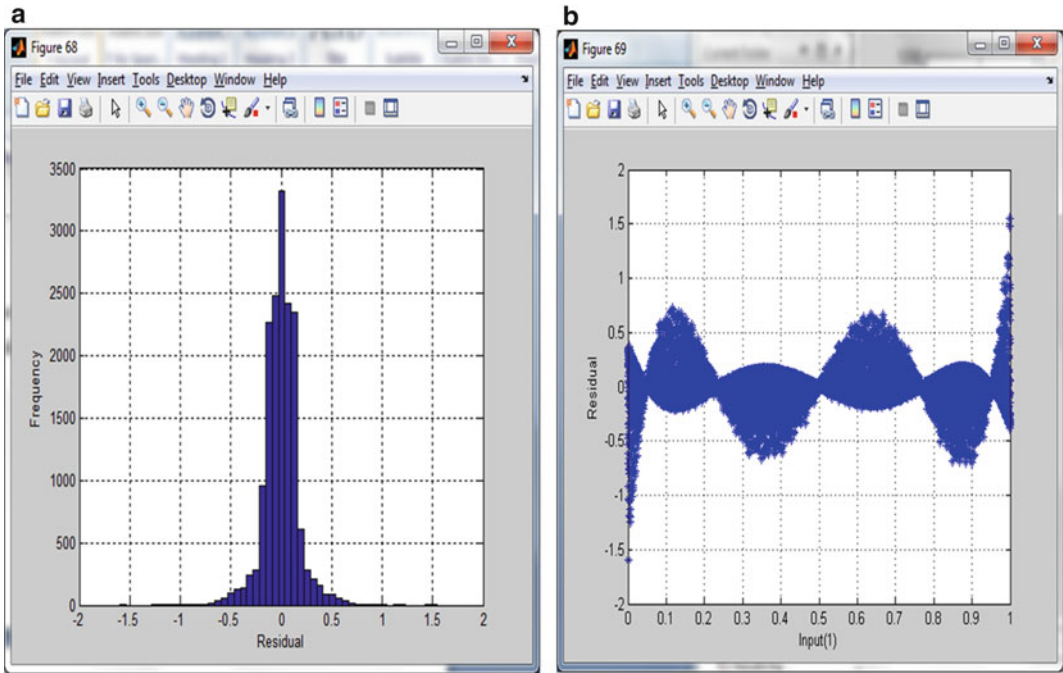 a
Figure 68
File Edit View Insert Tools Desktop Window Help
3500
3000
2500
2000
1500
1000
500
0
Frequency
-2 -1.5 -1 -0.5 0 0.5 1 1.5 2
Residual
b
Figure 69
File Edit View Insert Tools Desktop Window Help
2
1.5
1
0.5
0
-0.5
-1
-1.5
-2
Residual
0 0.1 0.2 0.3 0.4 0.5 0.6 0.7 0.8 0.9 1
Input(1)